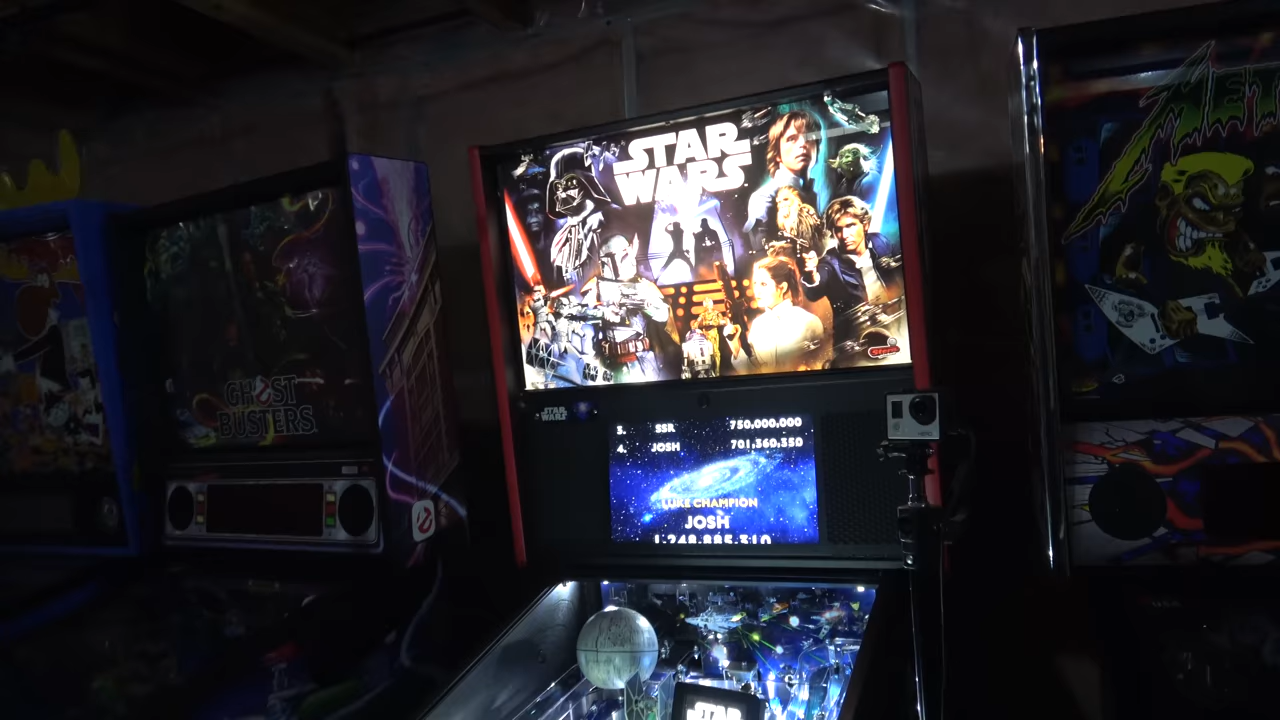 STAR
WARS
Stern
GHOST
BUSTERS
STAR
WARS
3. SSR 750,000,000
4. JOSH 701,360,350
LUKE CHAMPION
JOSH
1,248,885,310
STAR